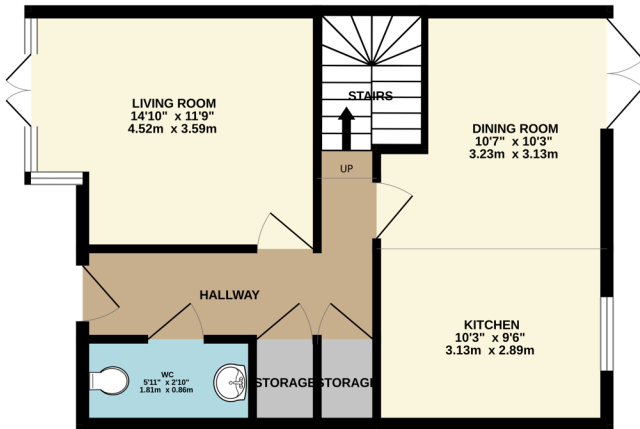 LIVING ROOM
14'10" x 11'9"
4.52m x 3.59m
STAIRS
UP
DINING ROOM
10'7" x 10'3"
3.23m x 3.13m
HALLWAY
KITCHEN
10'3" x 9'6"
3.13m x 2.89m
WC
5'11" x 2'10"
1.81m x 0.86m
STORAGE
STORAGE